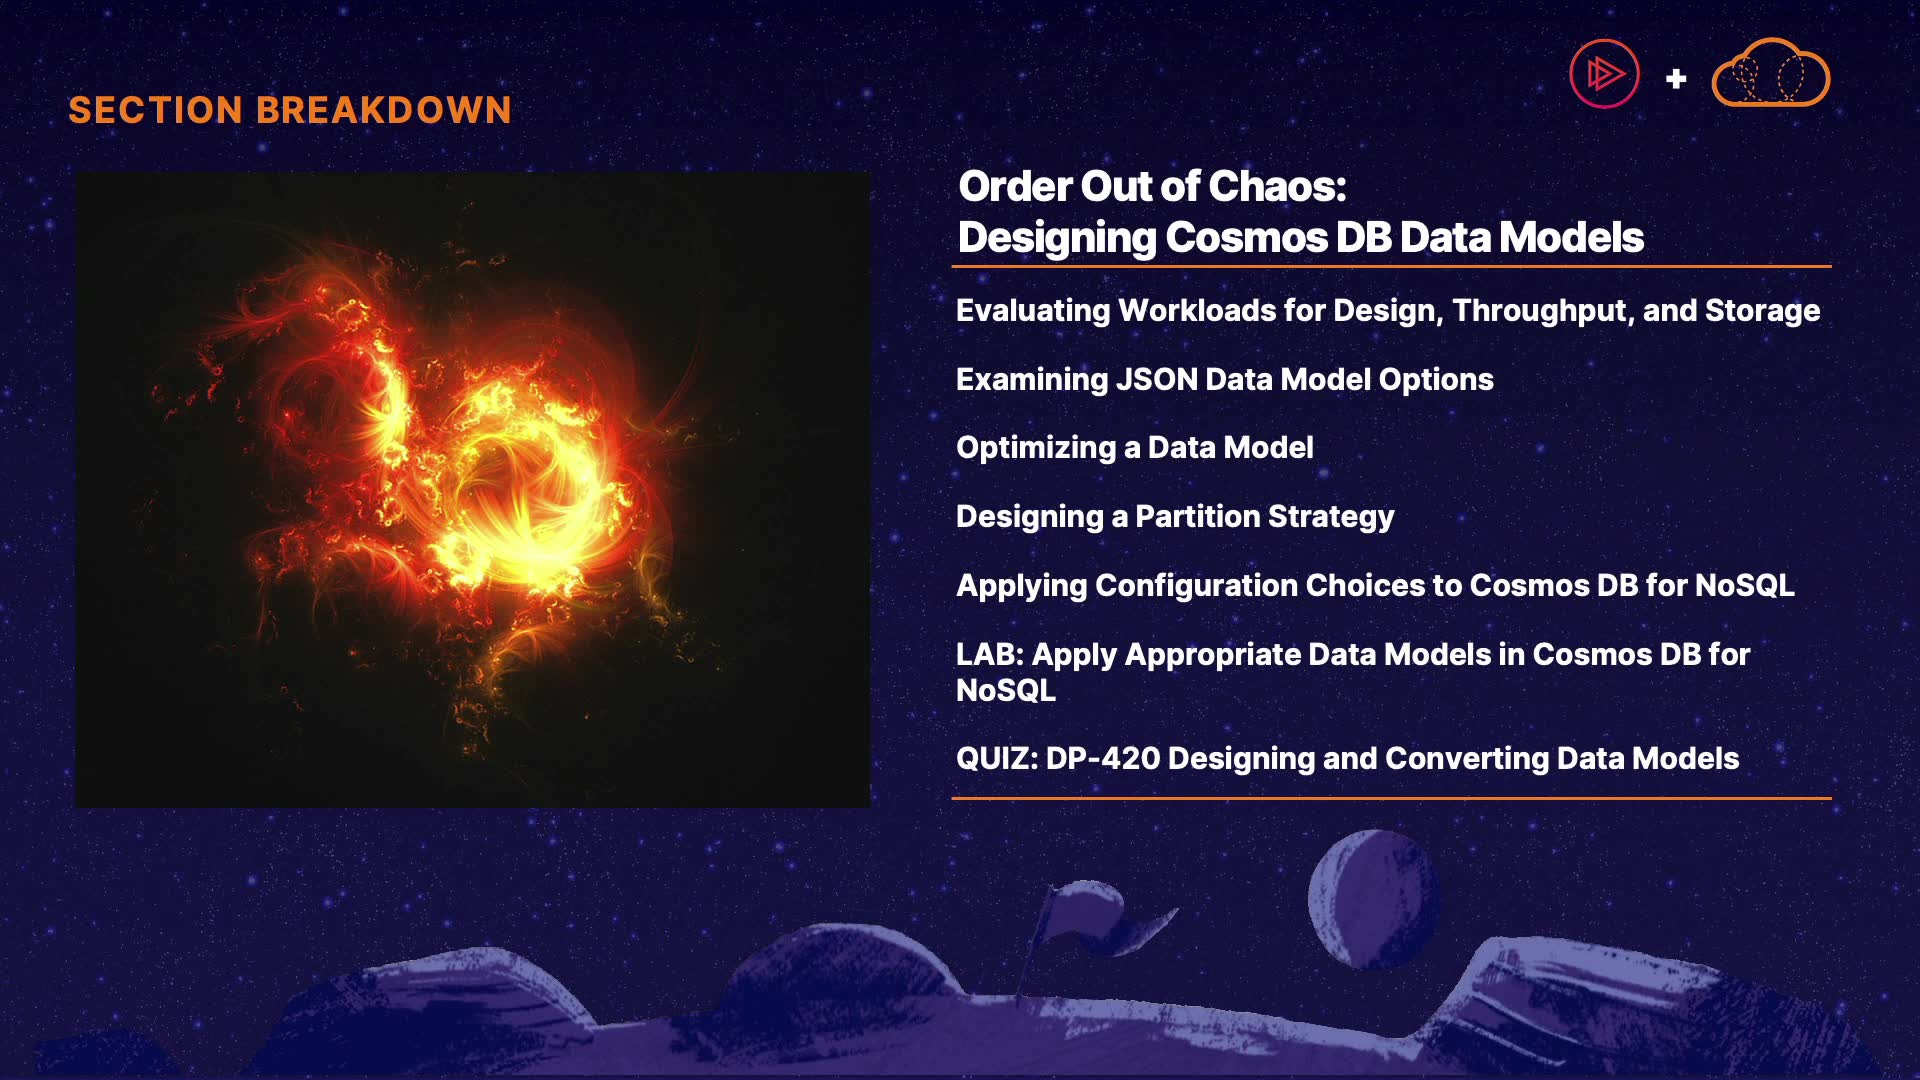 SECTION BREAKDOWN
+
Order Out of Chaos:
Designing Cosmos DB Data Models
Evaluating Workloads for Design, Throughput, and Storage
Examining JSON Data Model Options
Optimizing a Data Model
Designing a Partition Strategy
Applying Configuration Choices to Cosmos DB for NoSQL
LAB: Apply Appropriate Data Models in Cosmos DB for
NoSQL
QUIZ: DP-420 Designing and Converting Data Models